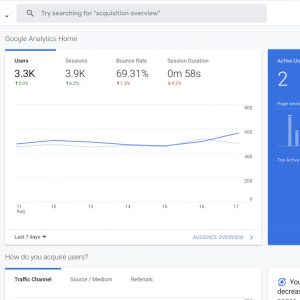 Try searching for "acquisition overview"
Google Analytics Home
Users
Sessions
Bounce Rate
Session Duration
3.3K
3.9K
69.31%
0m 58s
↑5.0%
↑6.2%
↑1.5%
↓4.2%
800
600
400
200
0
11
Aug
12
13
14
15
16
17
Last 7 days
AUDIENCE OVERVIEW
How do you acquire users?
Traffic Channel
Source / Medium
Referrals
Active Us
2
Page views
Top Active
You
decreas